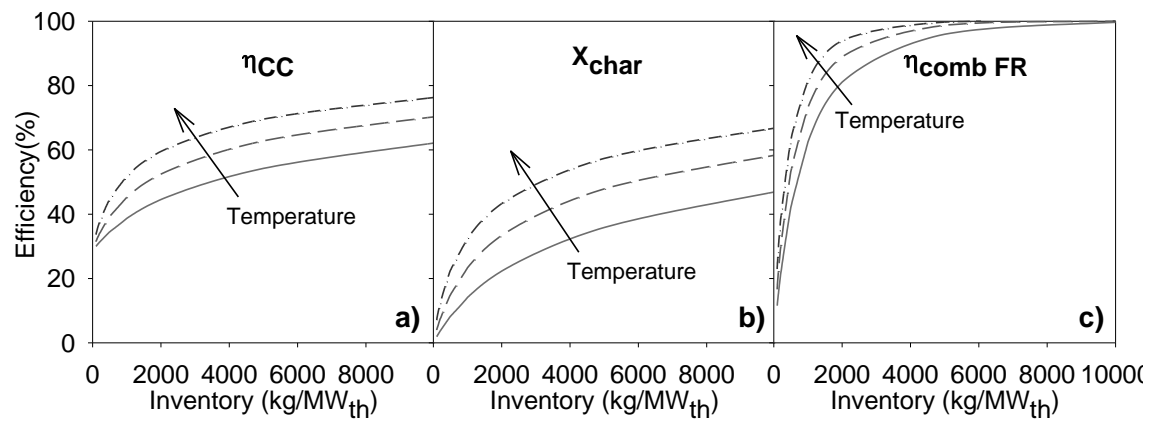 100
80
60
40
20
0
Efficiency(%)
ηCC
Temperature
a)
Xchar
Temperature
b)
ηcomb FR
Temperature
c)
0 2000 4000 6000 8000 0 2000 4000 6000 8000 0 2000 4000 6000 8000 10000
Inventory (kg/MWth) Inventory (kg/MWth) Inventory (kg/MWth)